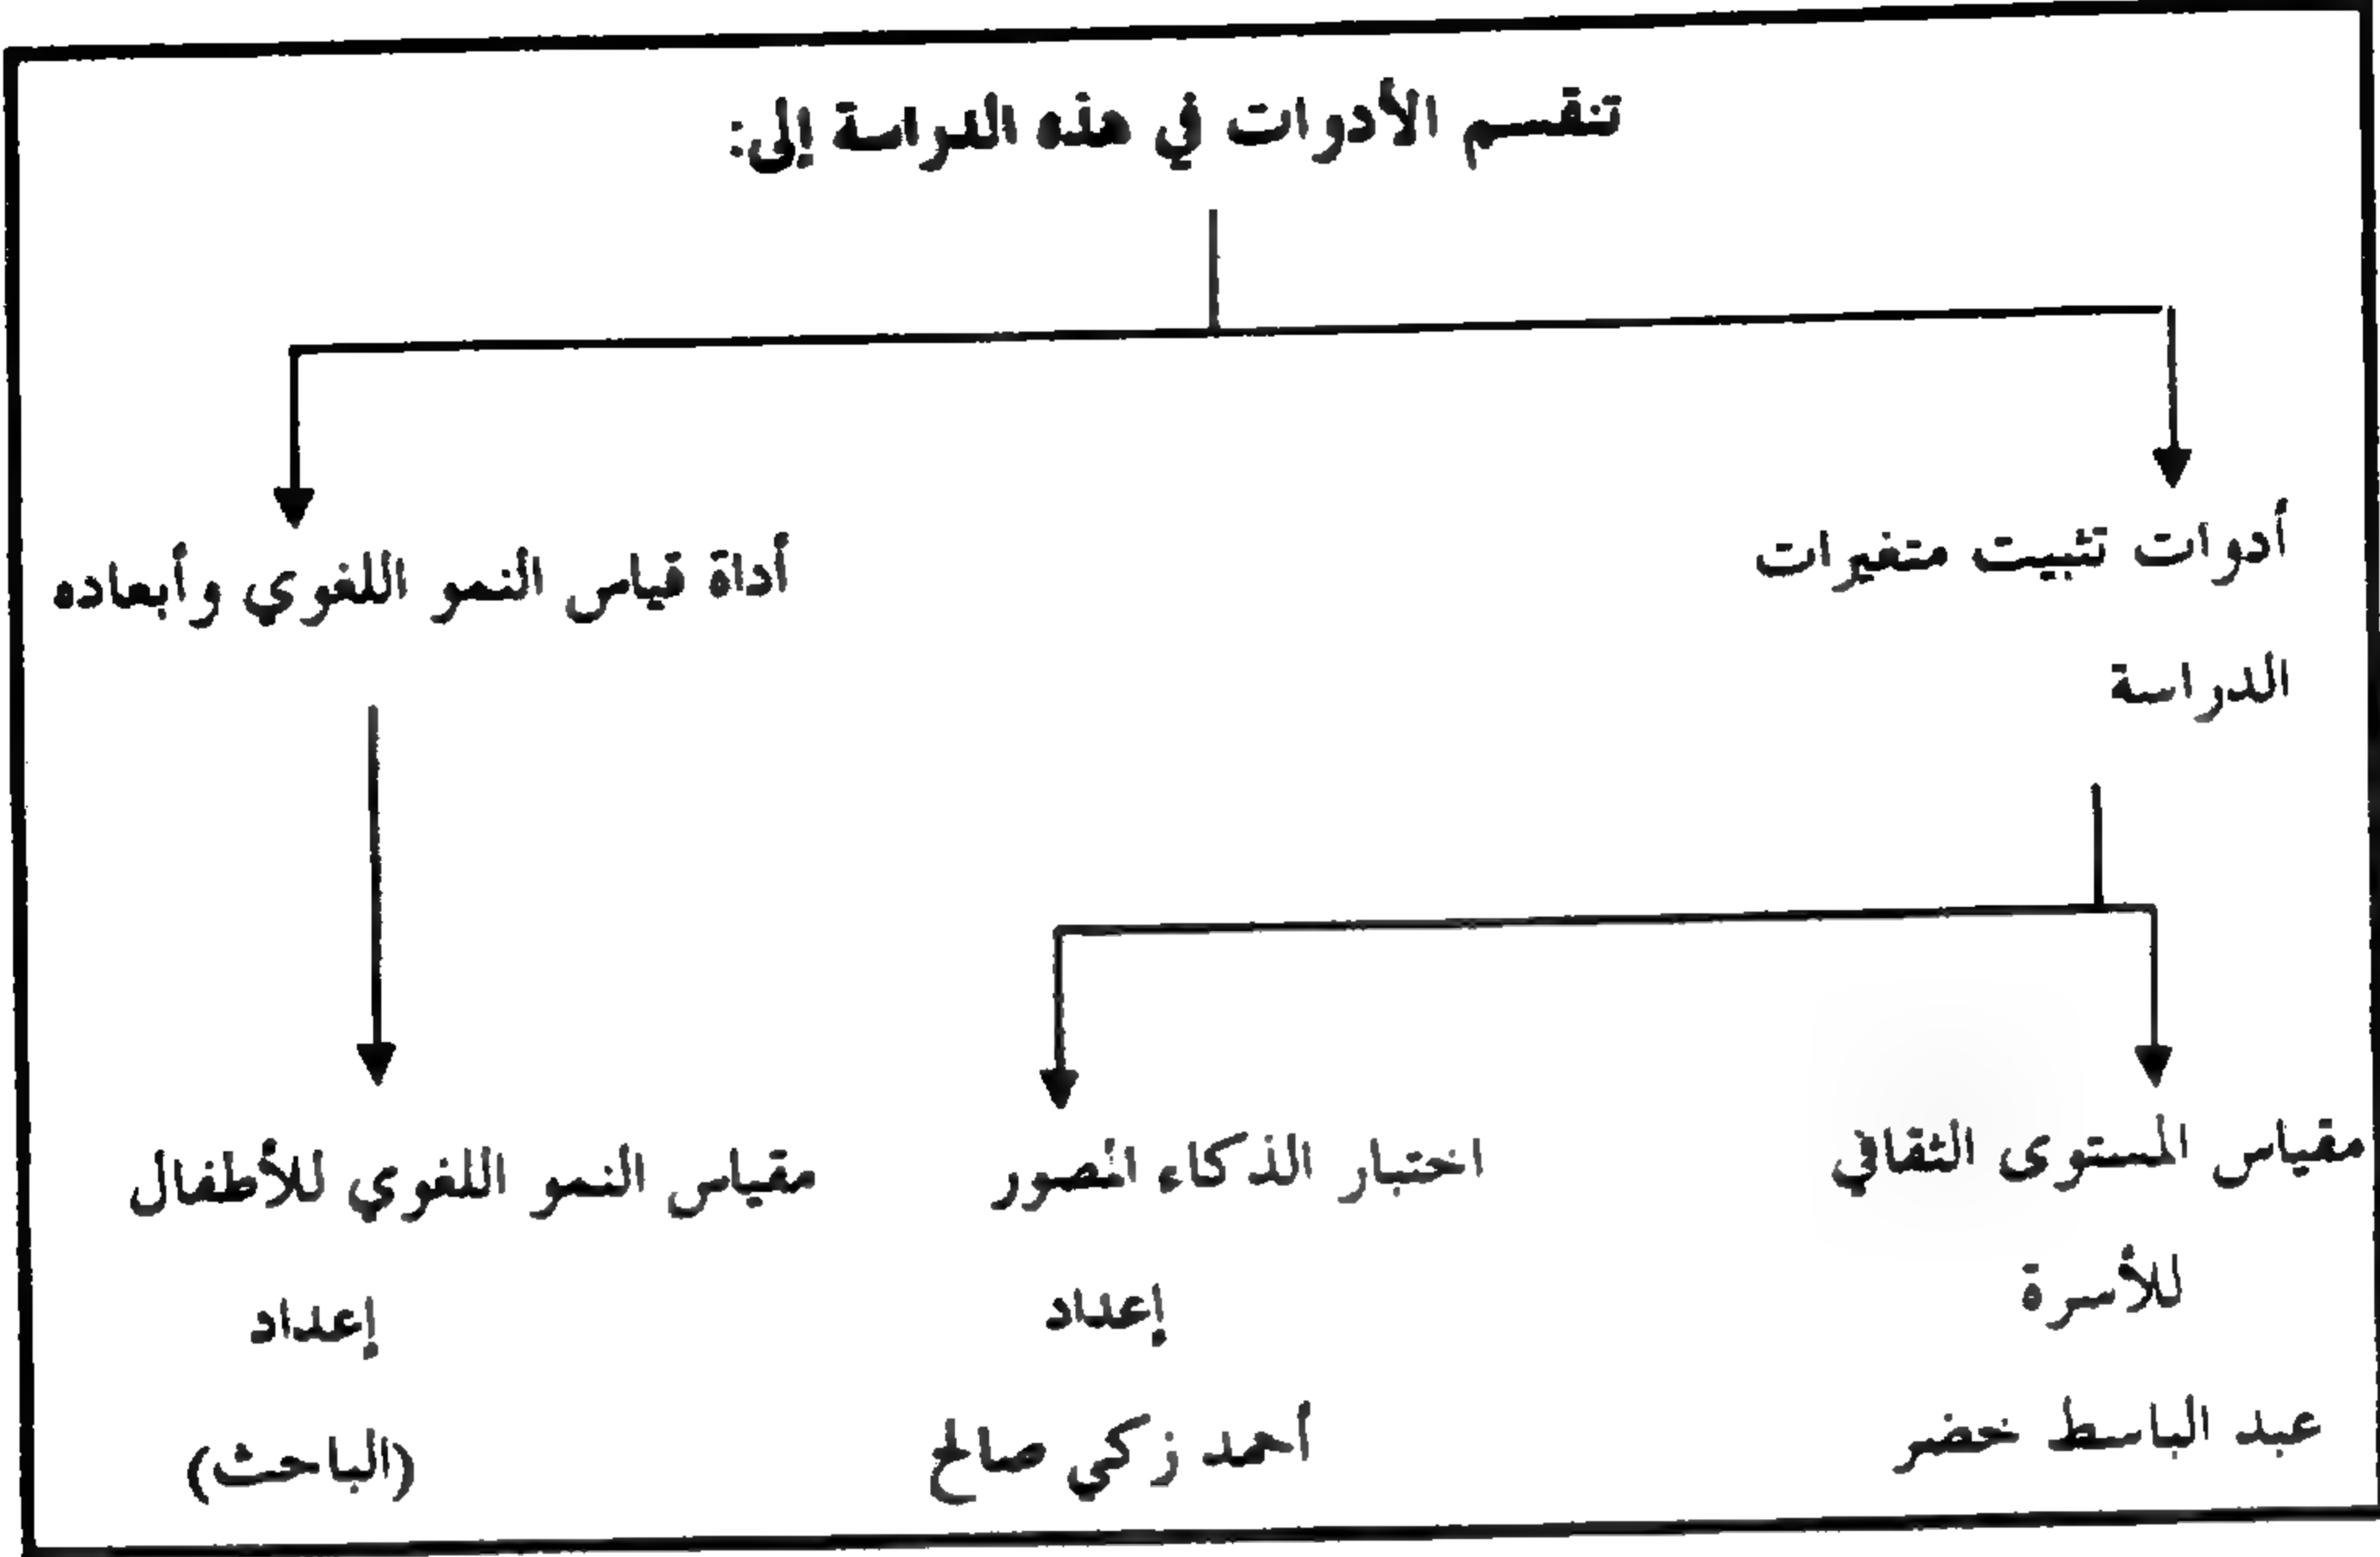 تنقسم الأدوات في هذه الدراسة إلى:
أدوات تثبيت متغيرات
الدراسة
أداة قياس النمو اللغوي وأبعاده
مقياس المستوى الثقافي
للأسرة
عبد الباسط خضر
اختبار الذكاء المصور
إعداد
أحمد زكي صالح
مقياس النمو اللغوي للأطفال
إعداد
(الباحث)